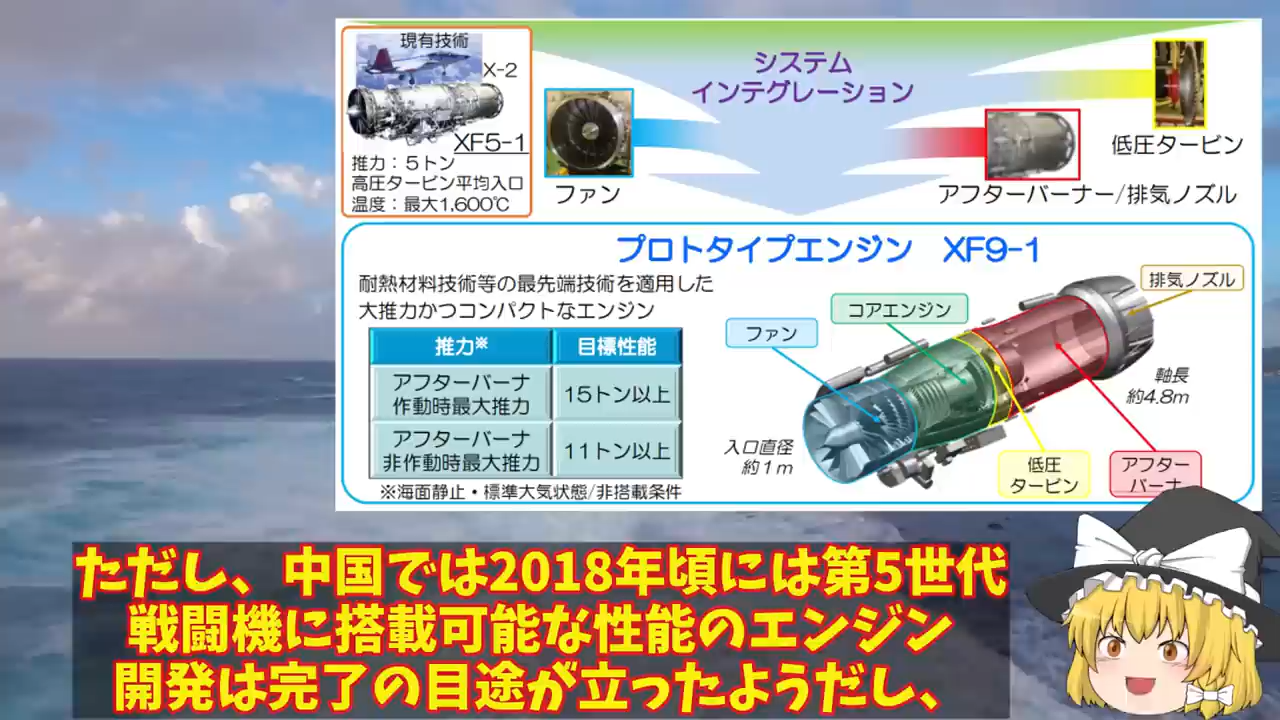 現有技術
X-2
XF5-1
推力：５トン
高圧タービン平均入口
温度：最大1,600℃
システム
インテグレーション
ファン
低圧タービン
アフターバーナー/排気ノズル
プロトタイプエンジン　XF9-1
耐熱材料技術等の最先端技術を適用した
大推力かつコンパクトなエンジン
推力※
目標性能
アフターバーナ
作動時最大推力
15トン以上
アフターバーナ
非作動時最大推力
11トン以上
※海面静止・標準大気状態/非搭載条件
排気ノズル
コアエンジン
ファン
軸長
約4.8m
入口直径
約１ｍ
低圧
タービン
アフター
バーナ
ただし、中国では2018年頃には第5世代
戦闘機に搭載可能な性能のエンジン
開発は完了の目途が立ったようだし、